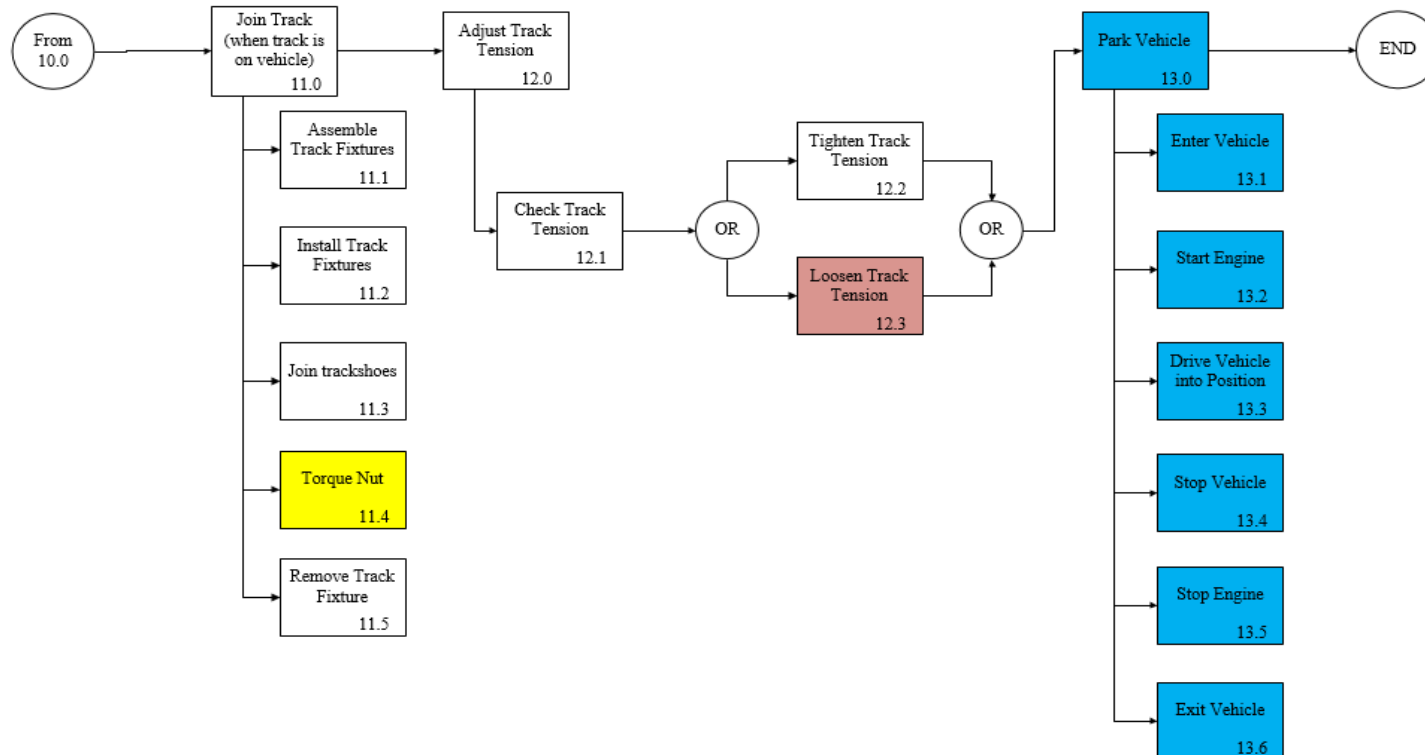 From
10.0
Join Track
(when track is
on vehicle)
11.0
Adjust Track
Tension
12.0
Park Vehicle
13.0
END
Assemble
Track Fixtures
11.1
Install Track
Fixtures
11.2
Join trackshoes
11.3
Torque Nut
11.4
Remove Track
Fixture
11.5
Check Track
Tension
12.1
OR
Tighten Track
Tension
12.2
Loosen Track
Tension
12.3
OR
Enter Vehicle
13.1
Start Engine
13.2
Drive Vehicle
into Position
13.3
Stop Vehicle
13.4
Stop Engine
13.5
Exit Vehicle
13.6